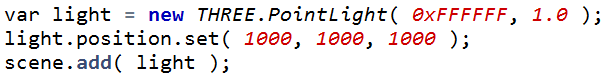 var light = new THREE.PointLight( 0xFFFFFF, 1.0 );
light.position.set( 1000, 1000, 1000 );
scene.add( light );